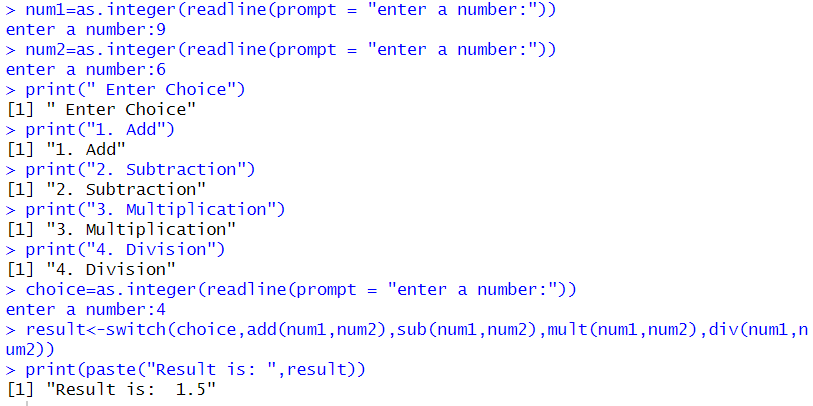 > num1=as.integer(readline(prompt = "enter a number:"))
enter a number:9
> num2=as.integer(readline(prompt = "enter a number:"))
enter a number:6
> print(" Enter Choice")
[1] " Enter Choice"
> print("1. Add")
[1] "1. Add"
> print("2. Subtraction")
[1] "2. Subtraction"
> print("3. Multiplication")
[1] "3. Multiplication"
> print("4. Division")
[1] "4. Division"
> choice=as.integer(readline(prompt = "enter a number:"))
enter a number:4
> result<-switch(choice,add(num1,num2),sub(num1,num2),mult(num1,num2),div(num1,n
um2))
> print(paste("Result is: ",result))
[1] "Result is:  1.5"